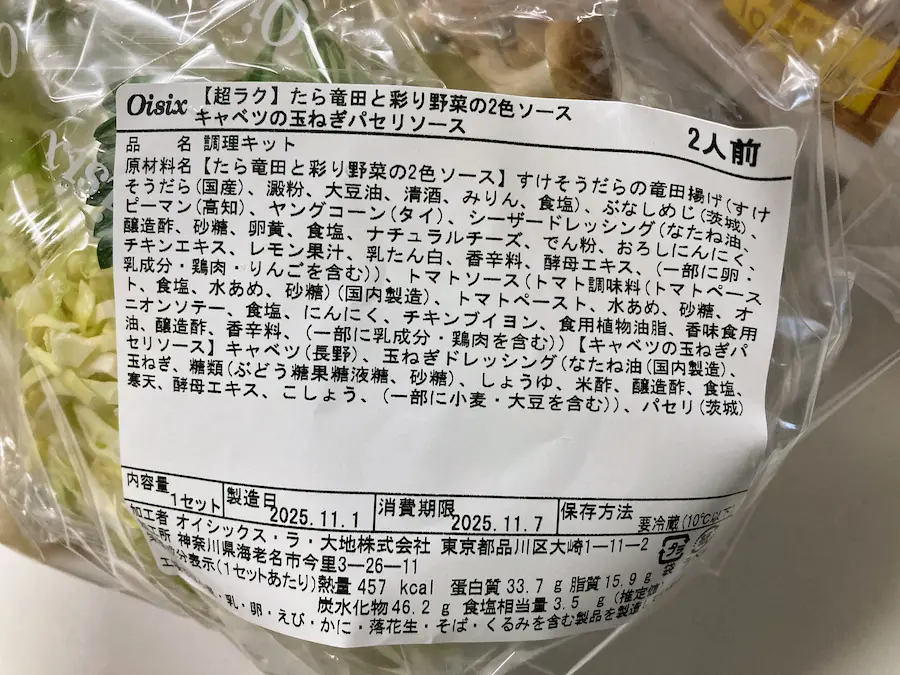 Oisix 【超ラク】たら竜田と彩り野菜の2色ソース
キャベツの玉ねぎパセリソース
2人前
品 名 調理キット
原材料名【たら竜田と彩り野菜の2色ソース】すけそうだらの竜田揚げ(すけ
そうだら(国産)、澱粉、大豆油、清酒、みりん、食塩)、ぶなしめじ(茨城)、
ピーマン(高知)、ヤングコーン(タイ)、シーザードレッシング(なたね油、
醸造酢、砂糖、卵黄、食塩、ナチュラルチーズ、でん粉、おろしにんにく、
チキンエキス、レモン果汁、乳たん白、香辛料、酵母エキス、(一部に卵・
乳成分・鶏肉・りんごを含む))、トマトソース(トマト調味料(トマトペース
ト、食塩、水あめ、砂糖)(国内製造)、トマトペースト、水あめ、砂糖、オ
ニオンソテー、食塩、にんにく、チキンブイヨン、食用植物油脂、香味食用
油、醸造酢、香辛料、(一部に乳成分・鶏肉を含む))【キャベツの玉ねぎパ
セリソース】キャベツ(長野)、玉ねぎドレッシング(なたね油(国内製造)、
玉ねぎ、糖類(ぶどう糖果糖液糖、砂糖)、しょうゆ、米酢、醸造酢、食塩、
寒天、酵母エキス、こしょう、(一部に小麦・大豆を含む))、パセリ(茨城)
内容量 1セット 製造日 2025.11.1 消費期限 2025.11.7 保存方法 要冷蔵(10℃以下)
加工者 オイシックス・ラ・大地株式会社 東京都品川区大崎1-11-2
神奈川県海老名市今里3-26-11
プラ
表示(1セットあたり)熱量 457 kcal 蛋白質 33.7 g 脂質 15.9 g
炭水化物 46.2 g 食塩相当量 3.5 g (推定値)
・乳・卵・えび・かに・落花生・そば・くるみを含む製品を製造